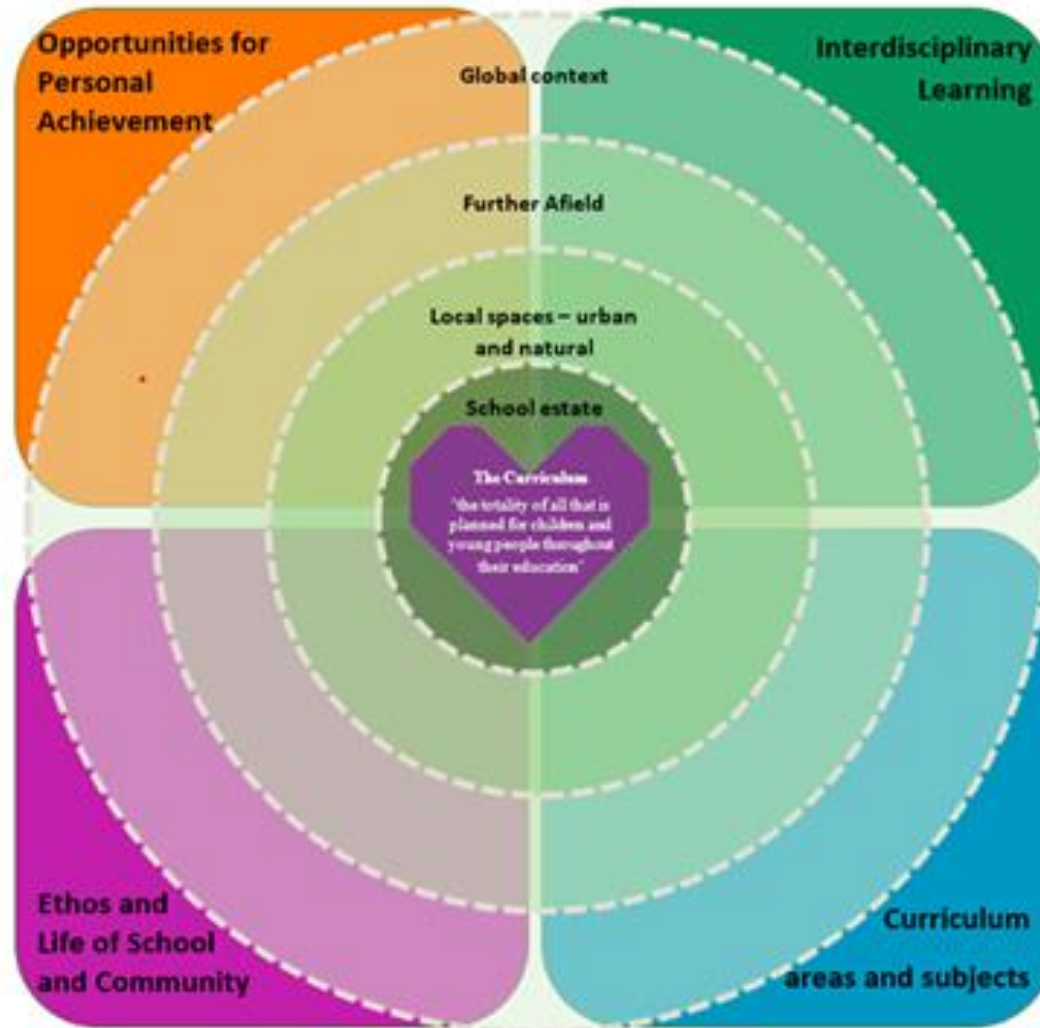 Opportunities for
Personal
Achievement
Interdisciplinary
Learning
Global context
Further Afield
Local spaces – urban
and natural
School estate
The Curriculum
"the totality of all that is
planned for children and
young people throughout
their education"
Ethos and
Life of School
and Community
Curriculum
areas and subjects